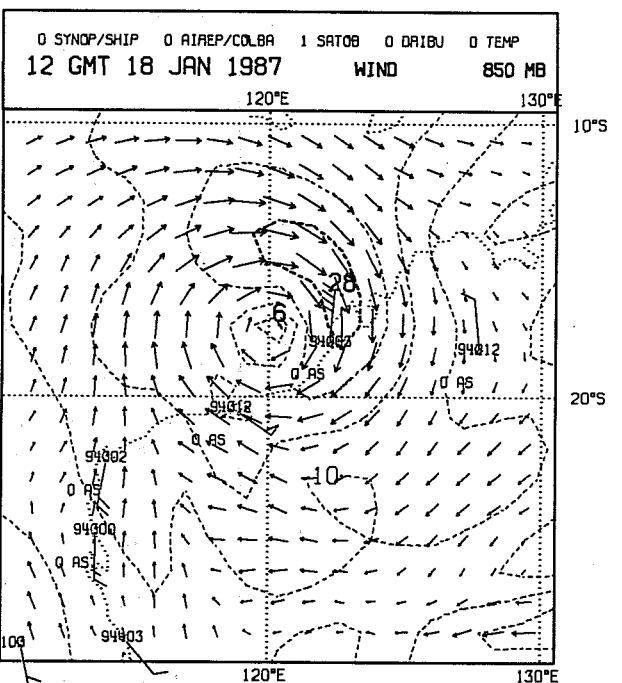 0 SYNOP/SHIP 0 AIREP/COLBA 1 SATOB 0 DRIBU 0 TEMP
12 GMT 18 JAN 1987 WIND 850 MB
120°E 130°E
10°S
28
6
94003
94012
0 AS 0 AS
20°S
94012
0 AS
94002
10
0 AS
94000
0 AS
94403
103
120°E 130°E